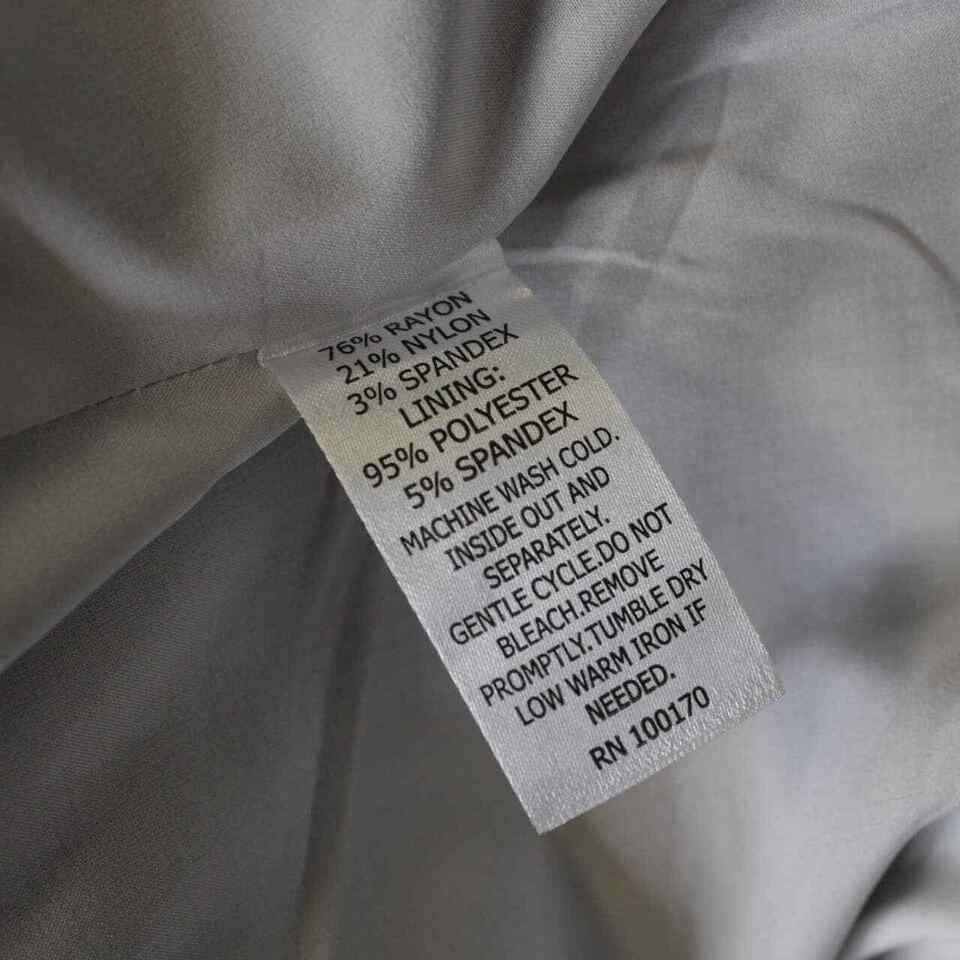 76% RAYON
21% NYLON
3% SPANDEX
LINING:
95% POLYESTER
5% SPANDEX
MACHINE WASH COLD.
INSIDE OUT AND
SEPARATELY.
GENTLE CYCLE.DO NOT
BLEACH.REMOVE
PROMPTLY.TUMBLE DRY
LOW WARM IRON IF
NEEDED.
RN 100170